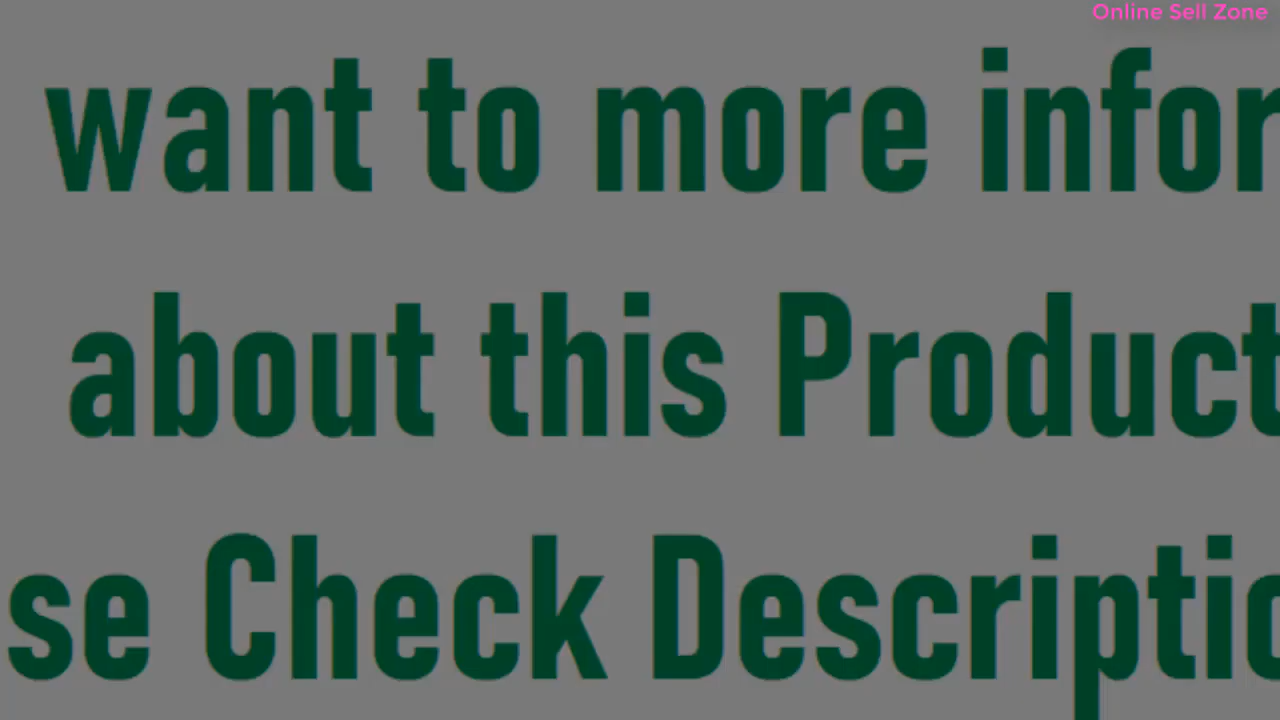 Online Sell Zone
want to more infor
about this Product
se Check Descriptio